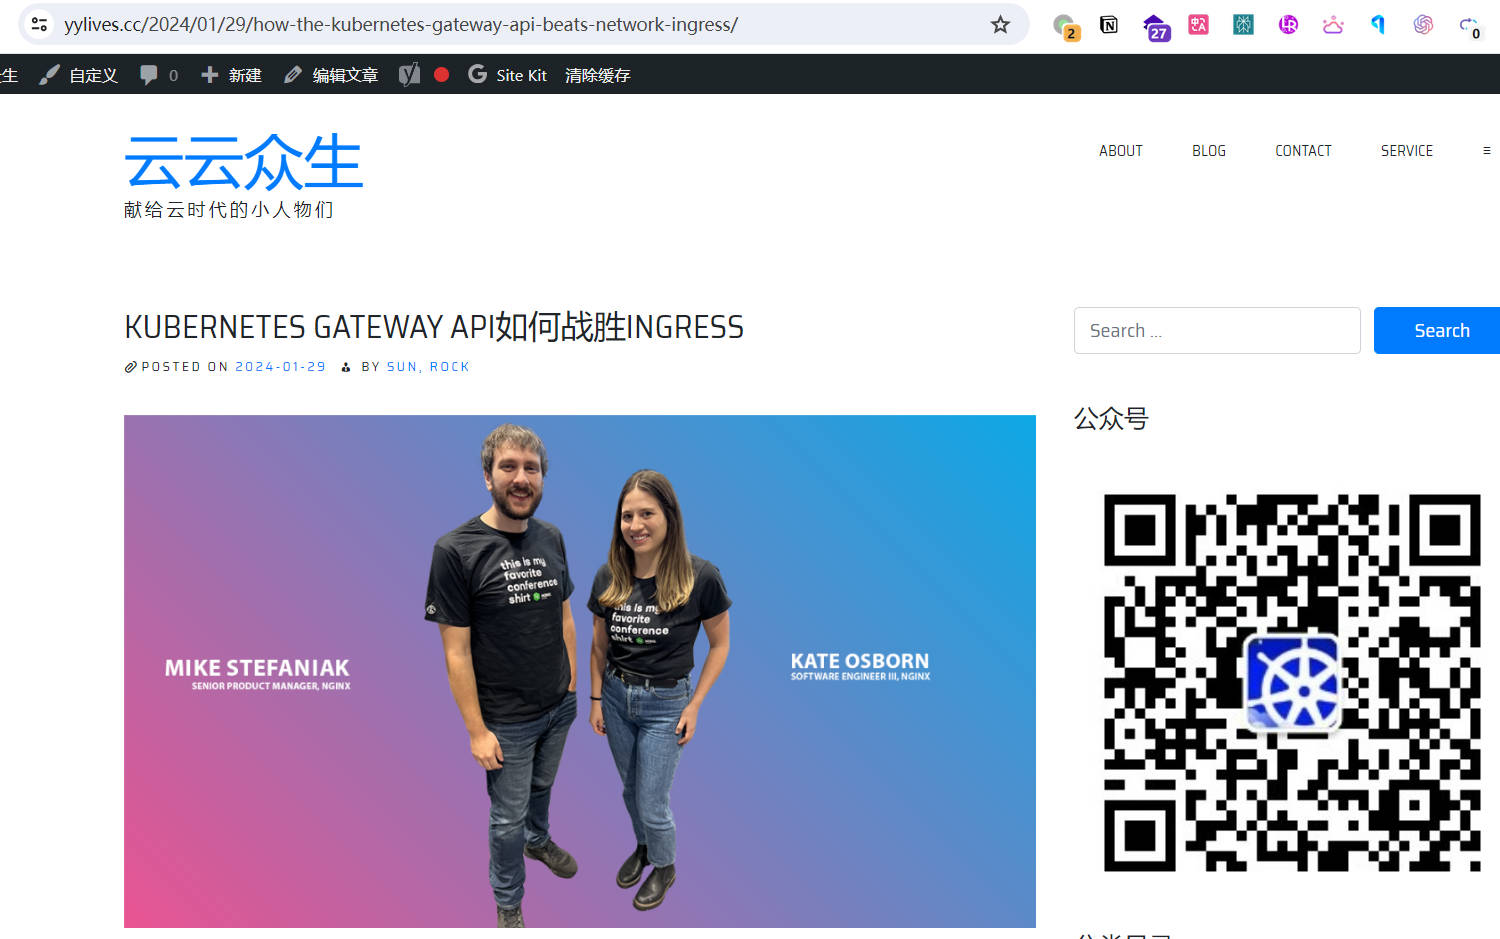 yylives.cc/2024/01/29/how-the-kubernetes-gateway-api-beats-network-ingress/
2
27
0
生 自定义 0 新建 编辑文章 Site Kit 清除缓存
云云众生
献给云时代的小人物们
ABOUT BLOG CONTACT SERVICE
KUBERNETES GATEWAY API如何战胜INGRESS
POSTED ON 2024-01-29 BY SUN, ROCK
Search ...
Search
公众号
this is my
favorite
conference
shirt
this is my
favorite
conference
shirt
MIKE STEFANIAK
SENIOR PRODUCT MANAGER, NGINX
KATE OSBORN
SOFTWARE ENGINEER III, NGINX